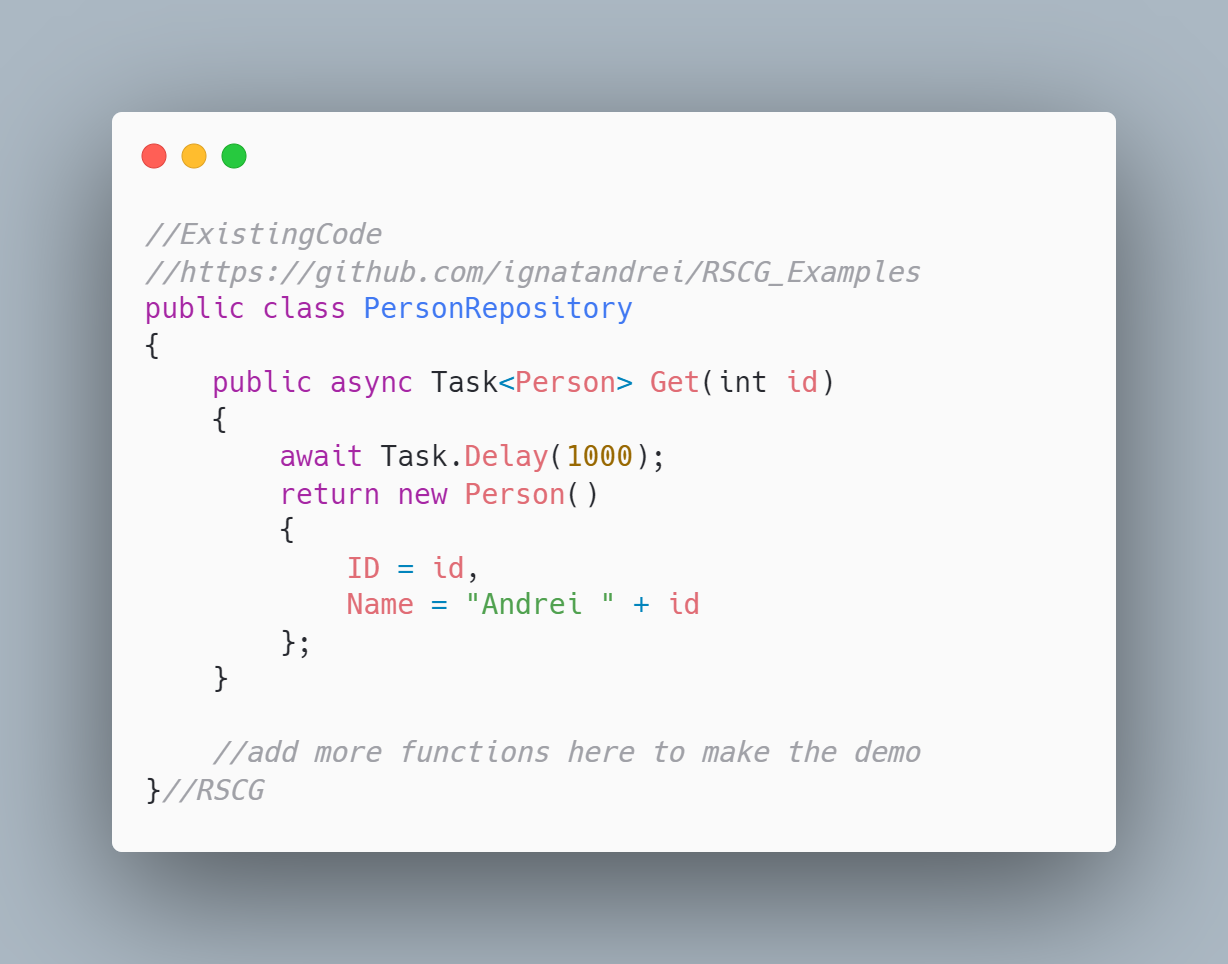 //ExistingCode
//https://github.com/ignatandrei/RSCG_Examples
public class PersonRepository
{
    public async Task<Person> Get(int id)
    {
        await Task.Delay(1000);
        return new Person()
        {
            ID = id,
            Name = "Andrei " + id
        };
    }

    //add more functions here to make the demo
}//RSCG